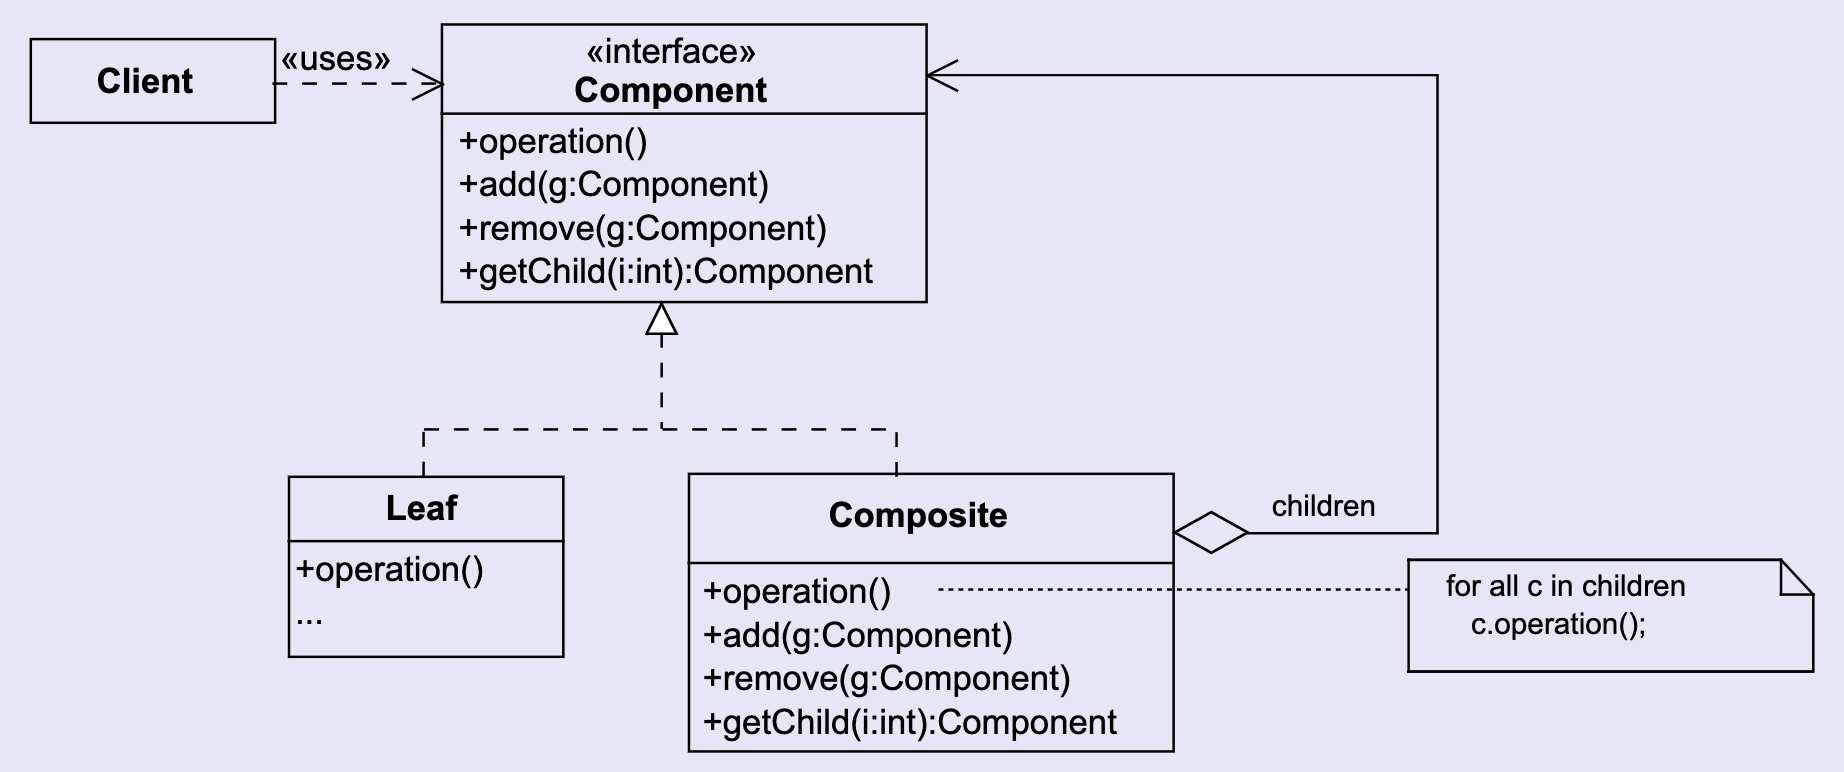 Client
«uses»
«interface»
Component
+operation()
+add(g:Component)
+remove(g:Component)
+getChild(i:int):Component
Leaf
+operation()
...
Composite
+operation()
+add(g:Component)
+remove(g:Component)
+getChild(i:int):Component
children
for all c in children
c.operation();